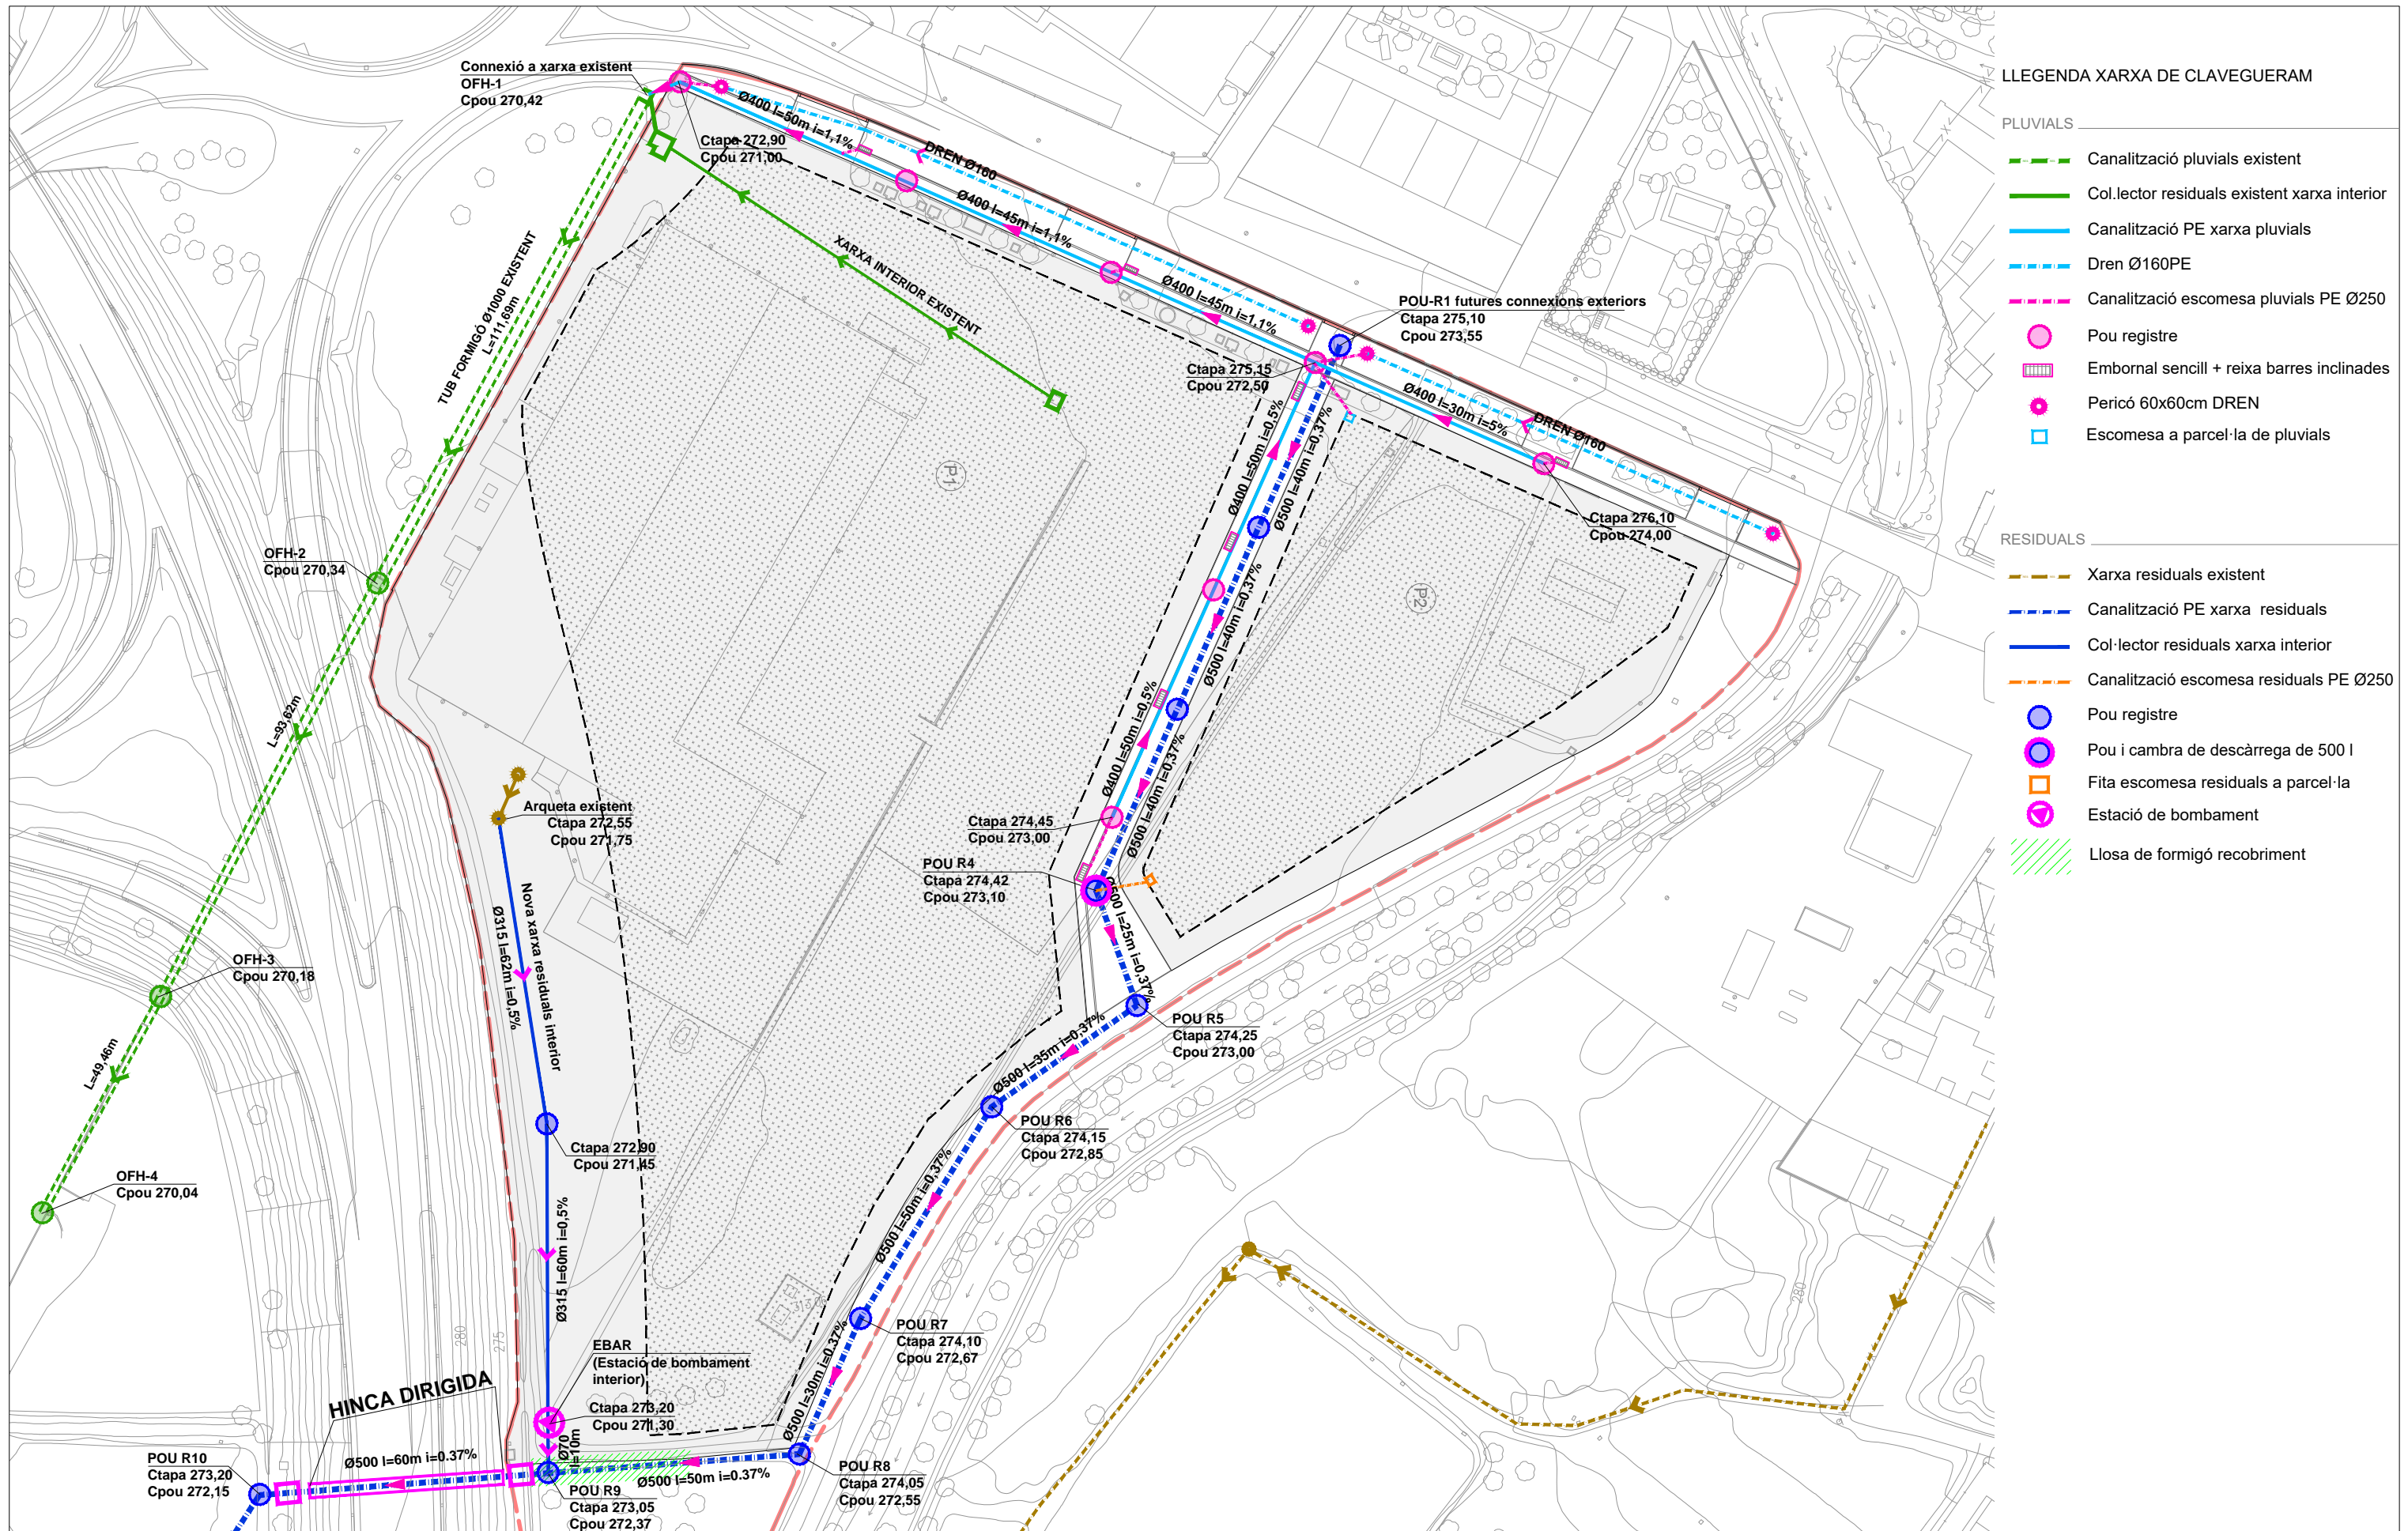 Connexió a xarxa existent
OFH-1
Cpou 270,42
Ctapa 272,90
Cpou 271,00
Ø400 l=50m i=1,1%
DREN Ø160
Ø400 l=45m i=1,1%
XARXA INTERIOR EXISTENT
Ø400 l=45m i=1,1%
TUB FORMIGÓ Ø1000 EXISTENT
L=111,69m
POU-R1 futures connexions exteriors
Ctapa 275,10
Cpou 273,55
Ctapa 275,15
Cpou 272,50
Ø400 l=30m i=5%
DREN Ø160
Ø400 l=50m i=0,5%
Ø500 l=40m i=0,37%
P1
P2
Ctapa 276,10
Cpou 274,00
OFH-2
Cpou 270,34
Ø500 l=40m i=0,37%
L=93,62m
Ø400 l=50m i=0,5%
Ø500 l=40m i=0,37%
Arqueta existent
Ctapa 272,55
Cpou 271,75
Ctapa 274,45
Cpou 273,00
POU R4
Ctapa 274,42
Cpou 273,10
Ø500 l=25m i=0,37%
Nova xarxa residuals interior
Ø315 l=62m i=0,5%
OFH-3
Cpou 270,18
L=49,46m
POU R5
Ctapa 274,25
Cpou 273,00
Ø500 l=35m i=0,37%
POU R6
Ctapa 274,15
Cpou 272,85
Ctapa 272,90
Cpou 271,45
OFH-4
Cpou 270,04
Ø500 l=50m i=0,37%
Ø315 l=60m i=0,5%
280
275
280
POU R7
Ctapa 274,10
Cpou 272,67
EBAR
(Estació de bombament
interior)
Ctapa 273,20
Cpou 271,30
Ø500 l=30m i=0.37%
HINCA DIRIGIDA
Ø70
l=10m
POU R10
Ctapa 273,20
Cpou 272,15
Ø500 l=60m i=0.37%
Ø500 l=50m i=0.37%
POU R8
Ctapa 274,05
Cpou 272,55
POU R9
Ctapa 273,05
Cpou 272,37
LLEGENDA XARXA DE CLAVEGUERAM
PLUVIALS
Canalització pluvials existent
Col.lector residuals existent xarxa interior
Canalització PE xarxa pluvials
Dren Ø160PE
Canalització escomesa pluvials PE Ø250
Pou registre
Embornal sencill + reixa barres inclinades
Pericó 60x60cm DREN
Escomesa a parcel·la de pluvials
RESIDUALS
Xarxa residuals existent
Canalització PE xarxa residuals
Col·lector residuals xarxa interior
Canalització escomesa residuals PE Ø250
Pou registre
Pou i cambra de descàrrega de 500 l
Fita escomesa residuals a parcel·la
Estació de bombament
Llosa de formigó recobriment